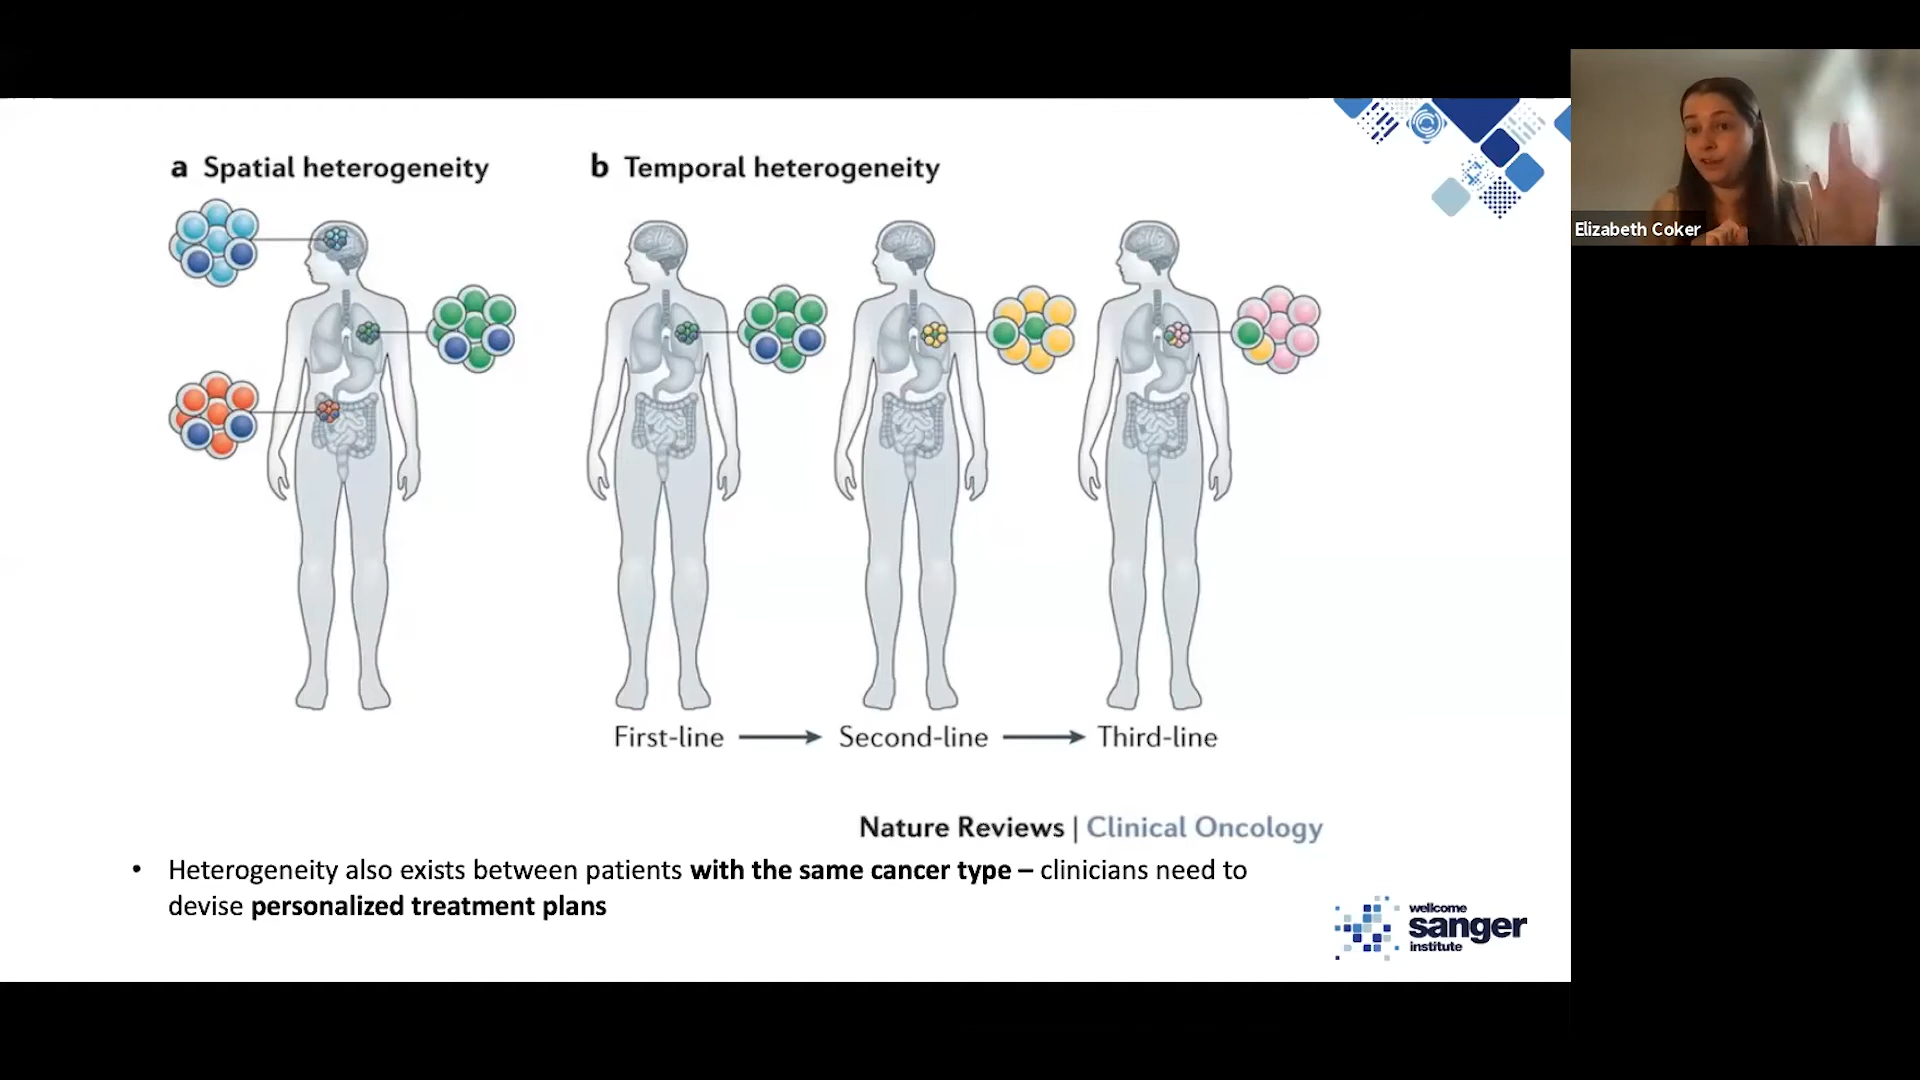 a Spatial heterogeneity
b Temporal heterogeneity
Elizabeth Coker
First-line
Second-line
Third-line
Nature Reviews | Clinical Oncology
• Heterogeneity also exists between patients with the same cancer type – clinicians need to
devise personalized treatment plans
wellcome
sanger
institute